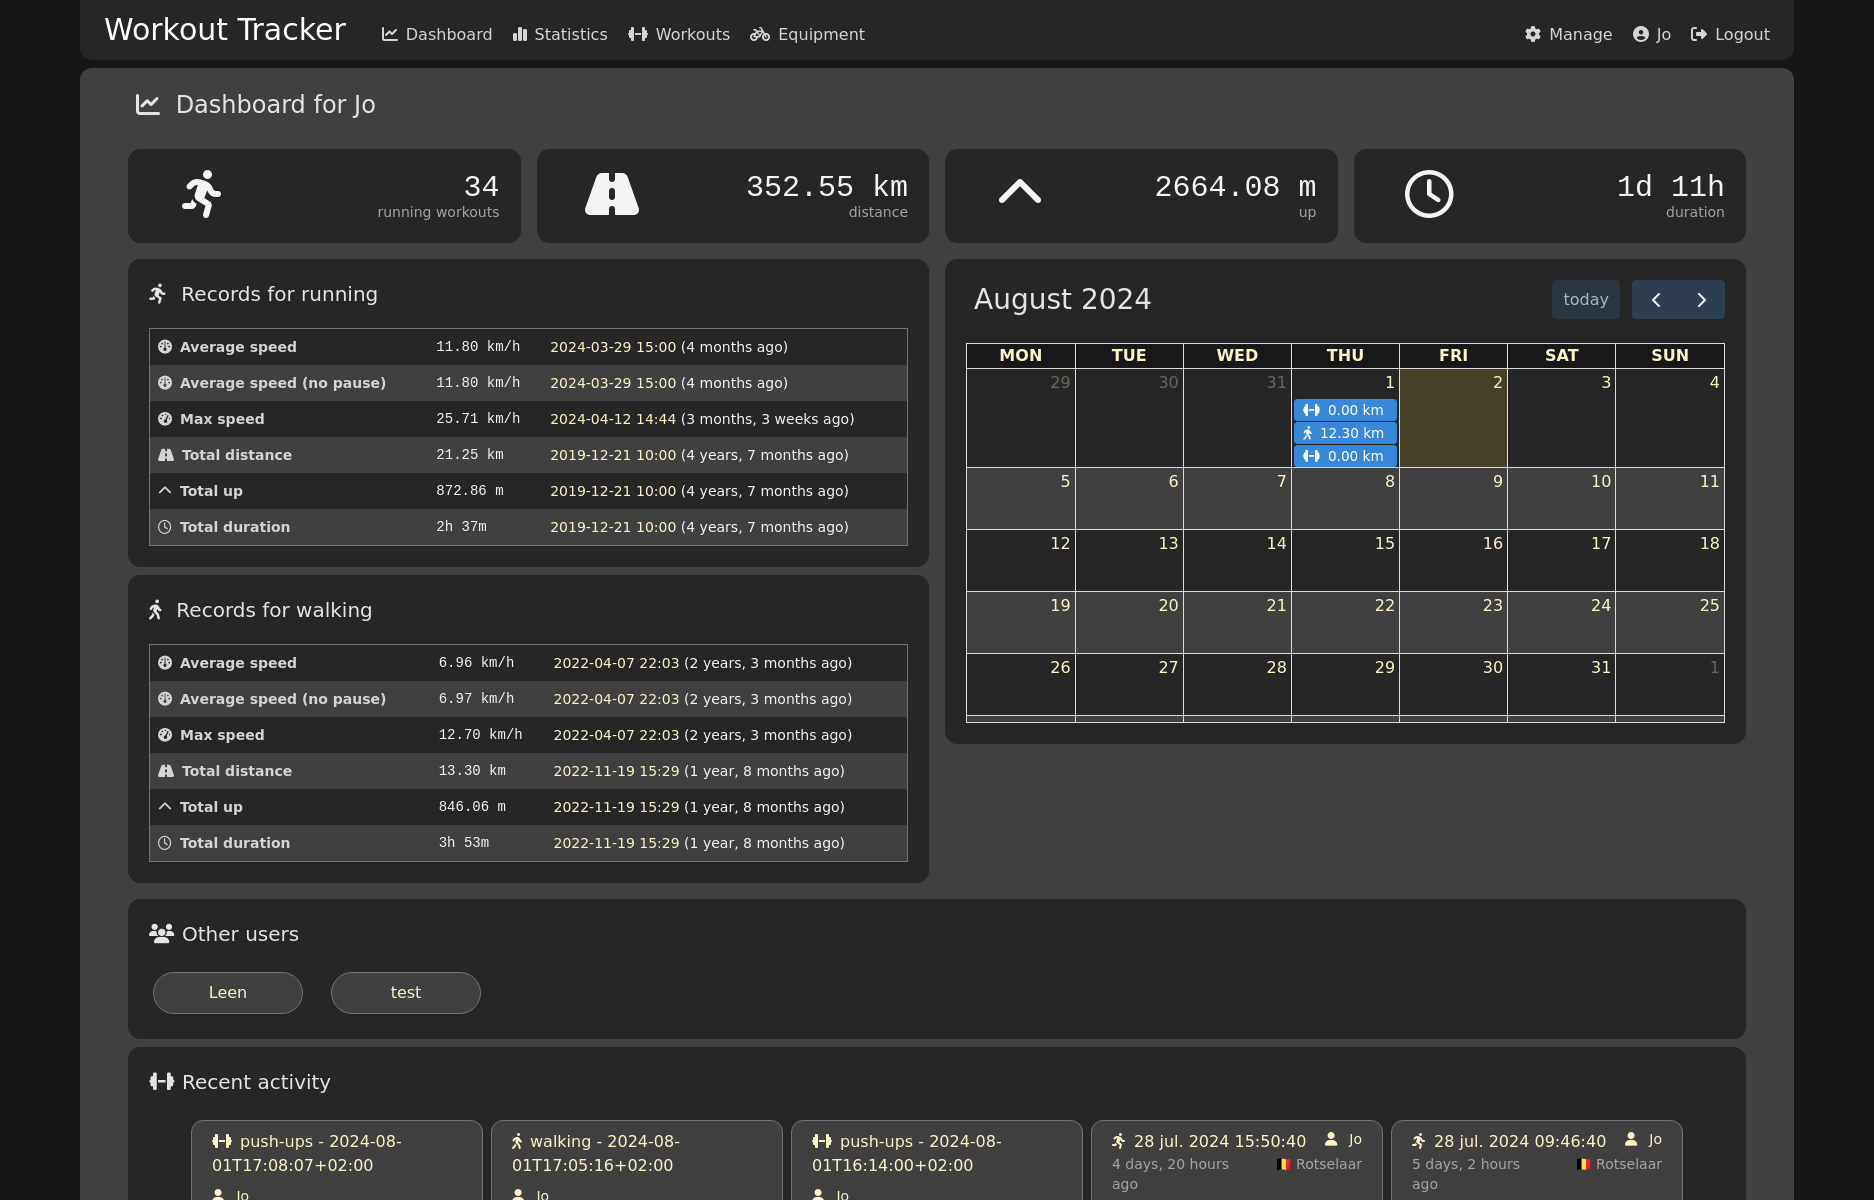 Workout Tracker Dashboard Statistics Workouts Equipment Manage Jo Logout
Dashboard for Jo
34
running workouts
352.55 km
distance
2664.08 m
up
1d 11h
duration
Records for running
Average speed 11.80 km/h 2024-03-29 15:00 (4 months ago)
Average speed (no pause) 11.80 km/h 2024-03-29 15:00 (4 months ago)
Max speed 25.71 km/h 2024-04-12 14:44 (3 months, 3 weeks ago)
Total distance 21.25 km 2019-12-21 10:00 (4 years, 7 months ago)
Total up 872.86 m 2019-12-21 10:00 (4 years, 7 months ago)
Total duration 2h 37m 2019-12-21 10:00 (4 years, 7 months ago)
Records for walking
Average speed 6.96 km/h 2022-04-07 22:03 (2 years, 3 months ago)
Average speed (no pause) 6.97 km/h 2022-04-07 22:03 (2 years, 3 months ago)
Max speed 12.70 km/h 2022-04-07 22:03 (2 years, 3 months ago)
Total distance 13.30 km 2022-11-19 15:29 (1 year, 8 months ago)
Total up 846.06 m 2022-11-19 15:29 (1 year, 8 months ago)
Total duration 3h 53m 2022-11-19 15:29 (1 year, 8 months ago)
August 2024 today
MON TUE WED THU FRI SAT SUN
29 30 31 1 2 3 4
0.00 km
12.30 km
0.00 km
5 6 7 8 9 10 11
12 13 14 15 16 17 18
19 20 21 22 23 24 25
26 27 28 29 30 31 1
Other users
Leen test
Recent activity
push-ups - 2024-08-
01T17:08:07+02:00
Jo
walking - 2024-08-
01T17:05:16+02:00
Jo
push-ups - 2024-08-
01T16:14:00+02:00
Jo
28 jul. 2024 15:50:40 Jo
4 days, 20 hours Rotselaar
ago
28 jul. 2024 09:46:40 Jo
5 days, 2 hours Rotselaar
ago